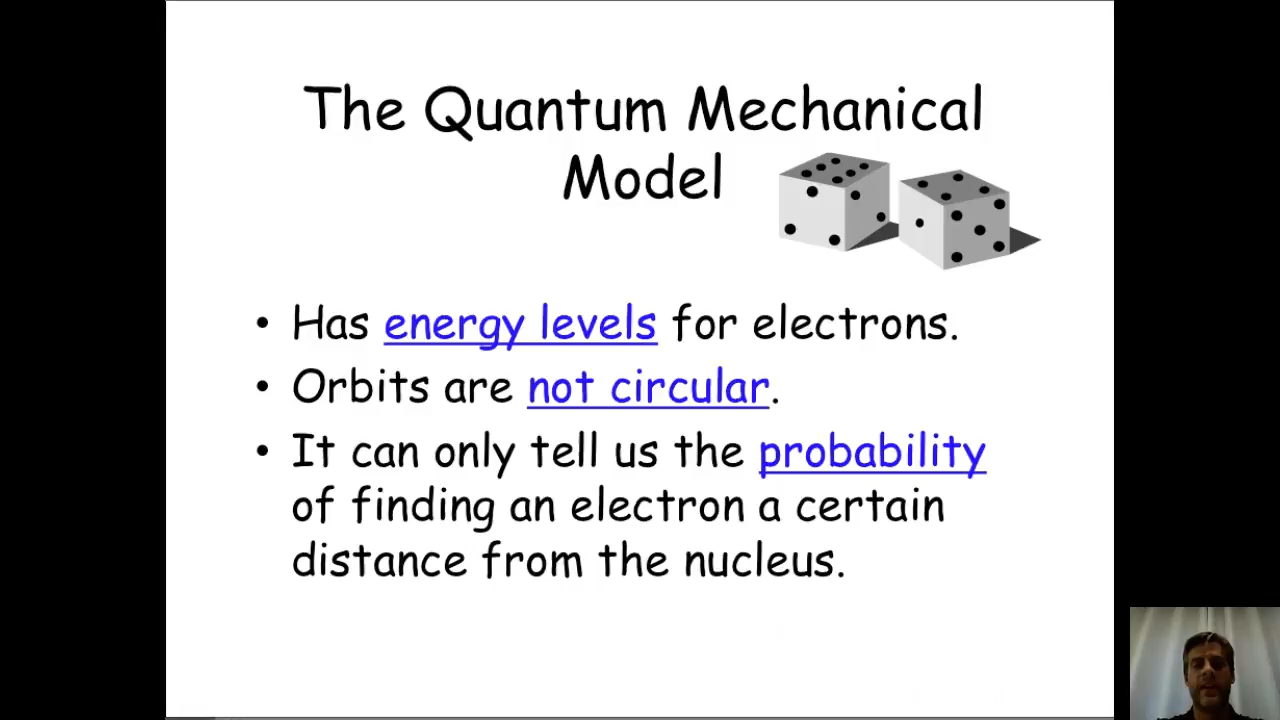 The Quantum Mechanical
Model
• Has energy levels for electrons.
• Orbits are not circular.
• It can only tell us the probability
of finding an electron a certain
distance from the nucleus.